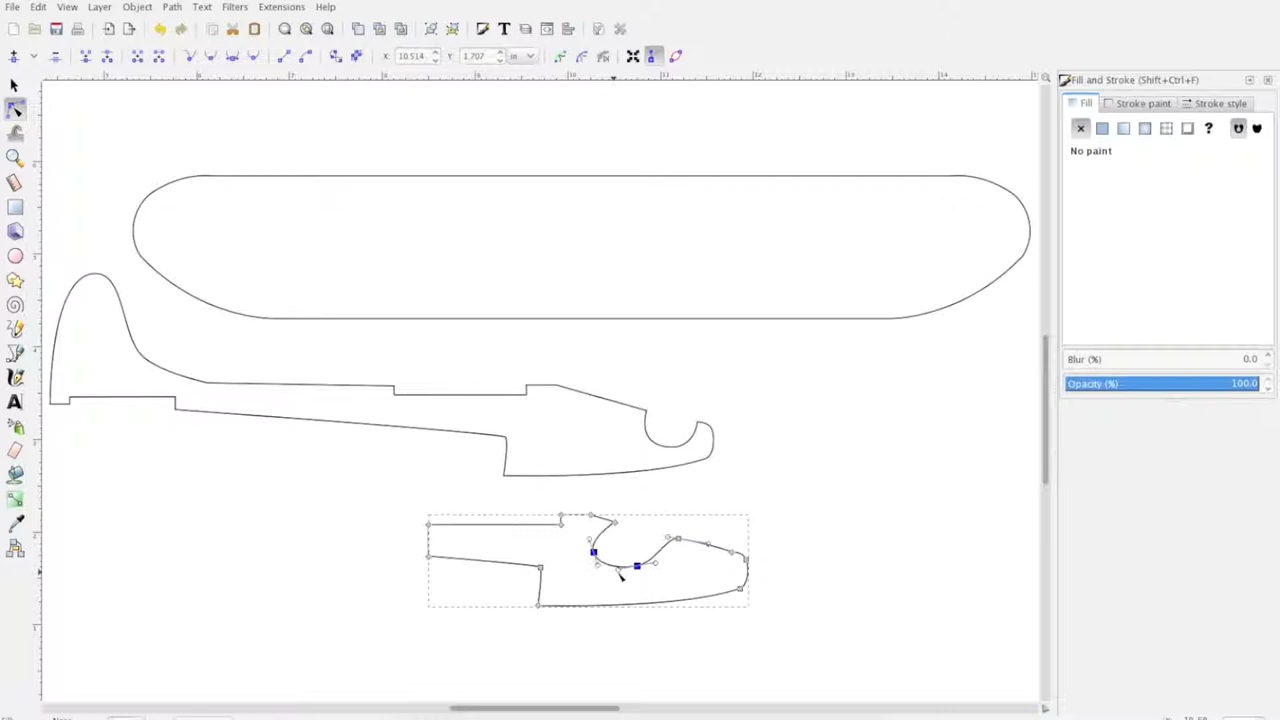 File Edit View Layer Object Path Text Filters Extensions Help
X: 10.514 Y: 1.707 in
Fill and Stroke (Shift+Ctrl+F)
Fill Stroke paint Stroke style
No paint
Blur (%) 0.0
Opacity (%) 100.0